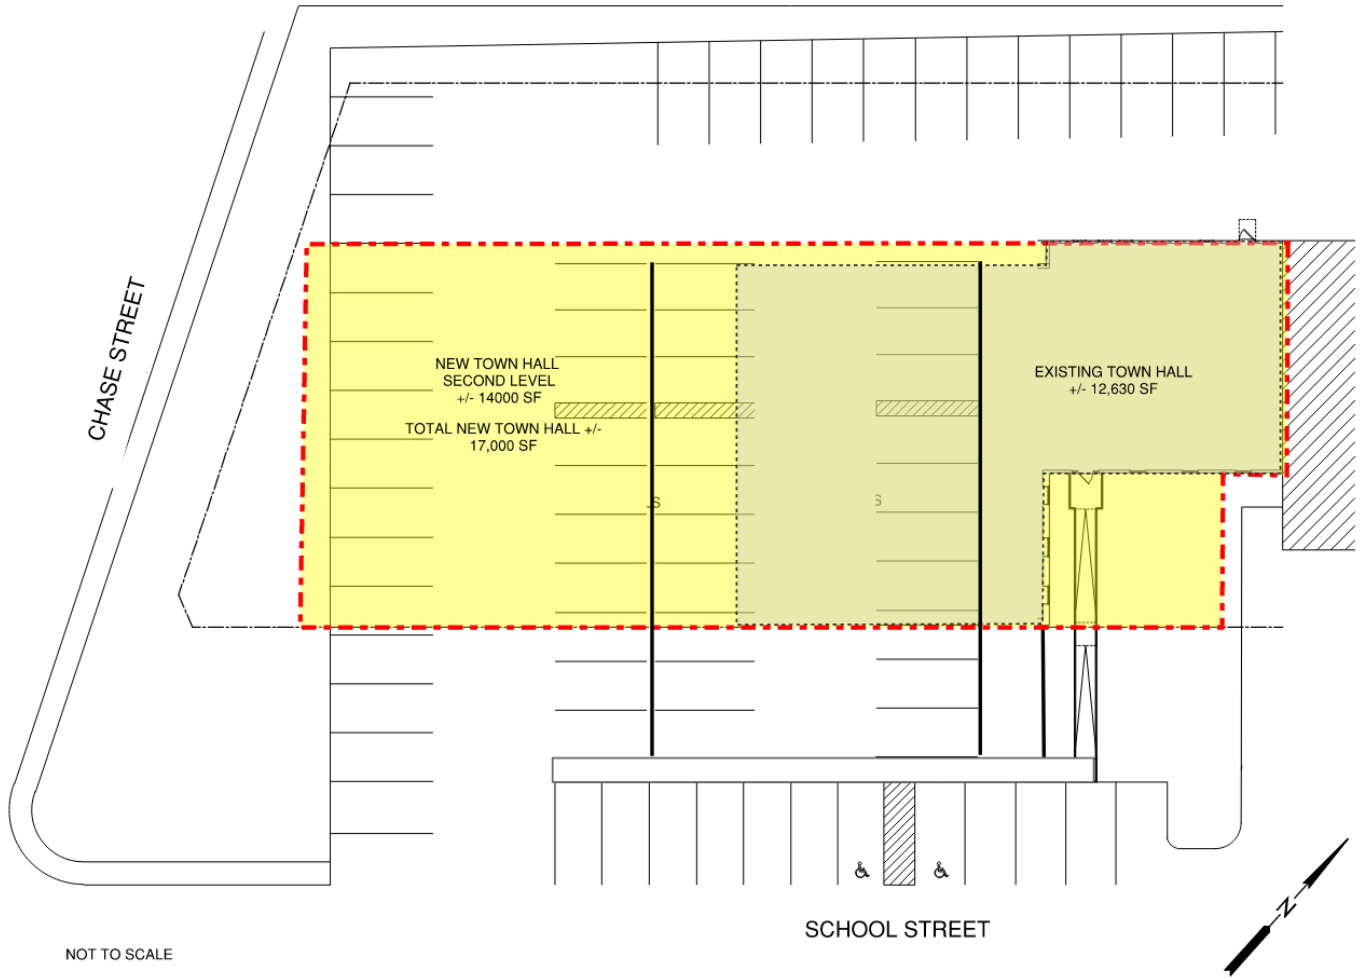 CHASE STREET
NEW TOWN HALL
SECOND LEVEL
+/- 14000 SF
TOTAL NEW TOWN HALL +/-
17,000 SF
EXISTING TOWN HALL
+/- 12,630 SF
S
S
SCHOOL STREET
N
NOT TO SCALE